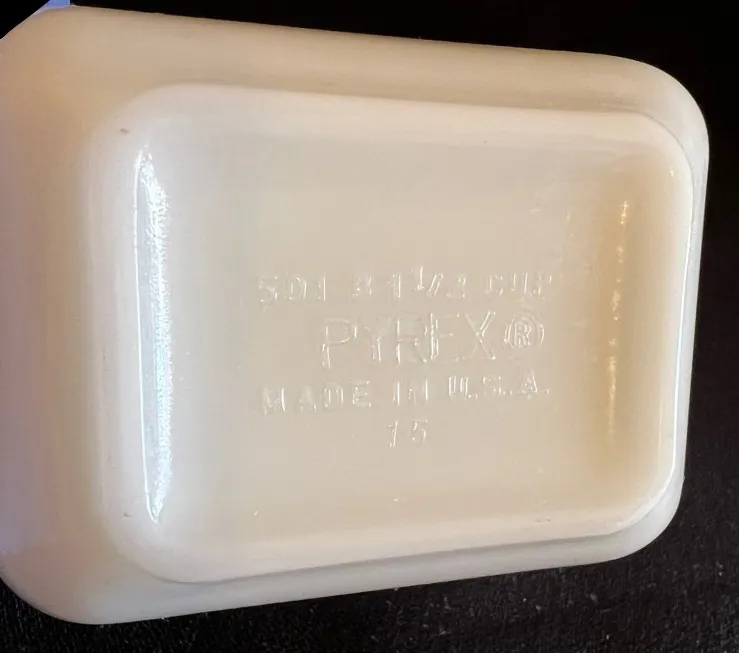 501 B 1 1/2 CUP
PYREX®
MADE IN U.S.A.
15